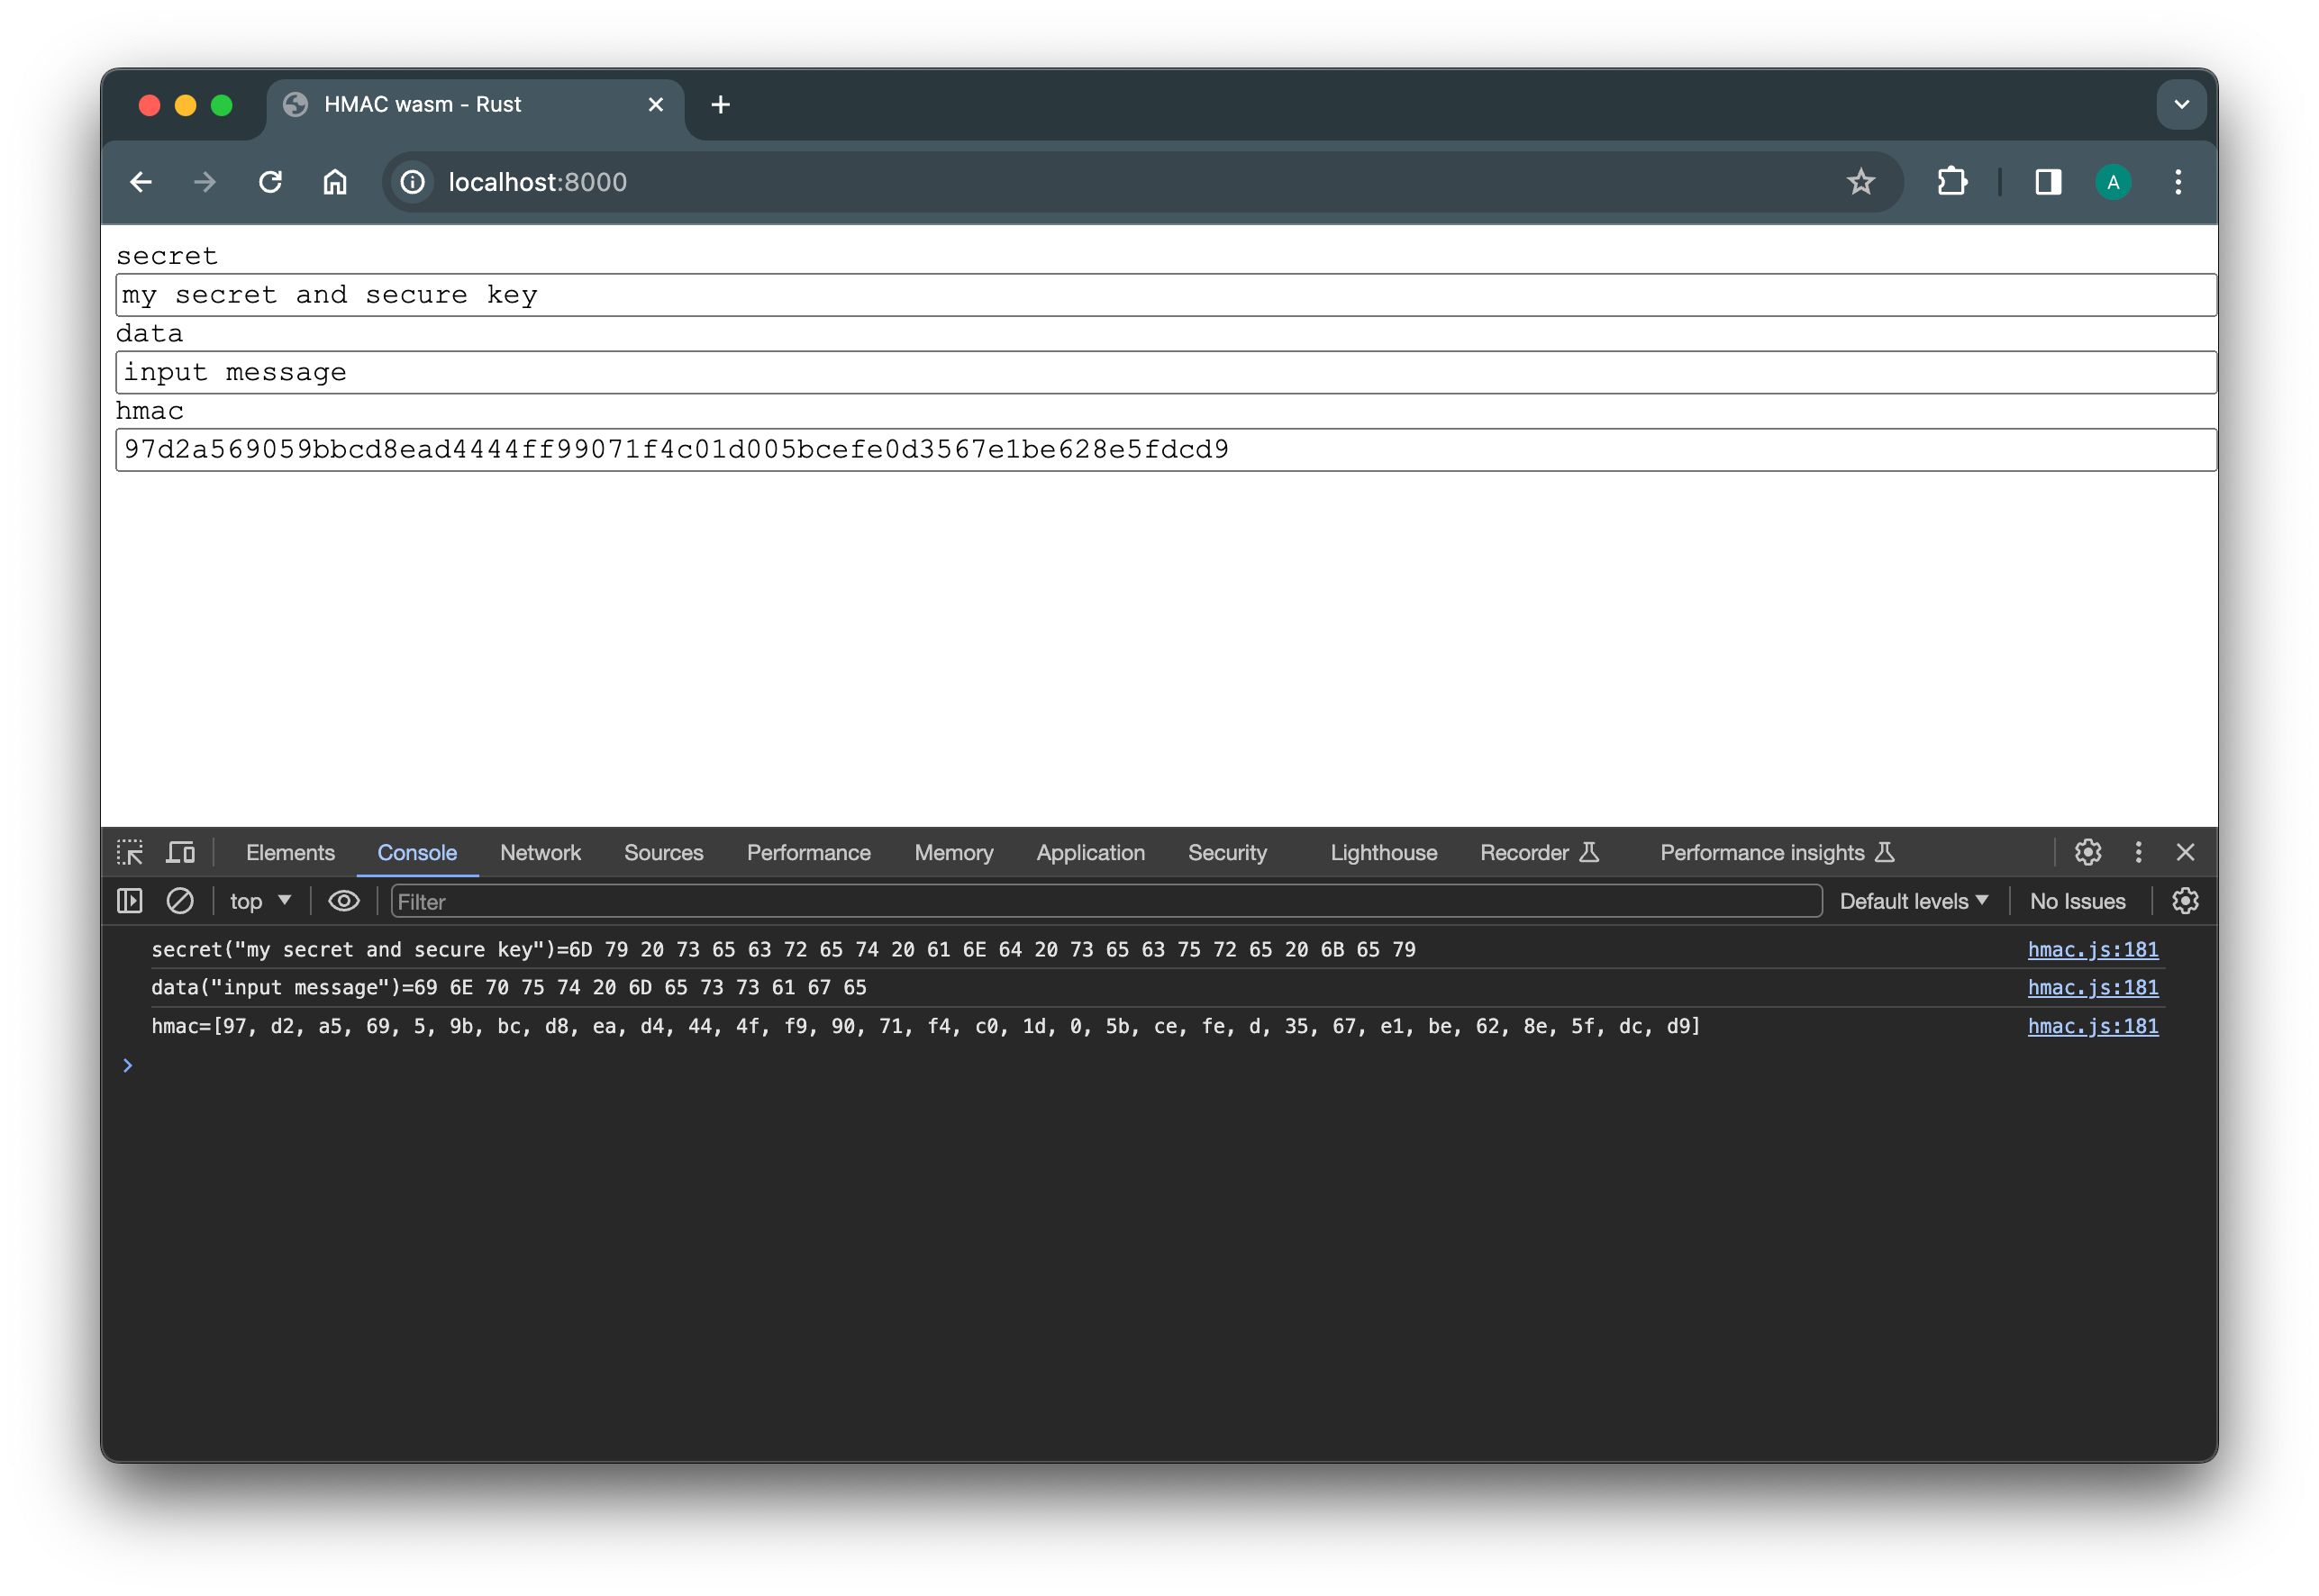 HMAC wasm - Rust
localhost:8000
A
secret
my secret and secure key
data
input message
hmac
97d2a569059bbcd8ead4444ff99071f4c01d005bcefe0d3567e1be628e5fdcd9
Elements Console Network Sources Performance Memory Application Security Lighthouse Recorder Performance insights
top Filter Default levels No Issues
secret("my secret and secure key")=6D 79 20 73 65 63 72 65 74 20 61 6E 64 20 73 65 63 75 72 65 20 6B 65 79 hmac.js:181
data("input message")=69 6E 70 75 74 20 6D 65 73 73 61 67 65 hmac.js:181
hmac=[97, d2, a5, 69, 5, 9b, bc, d8, ea, d4, 44, 4f, f9, 90, 71, f4, c0, 1d, 0, 5b, ce, fe, d, 35, 67, e1, be, 62, 8e, 5f, dc, d9] hmac.js:181